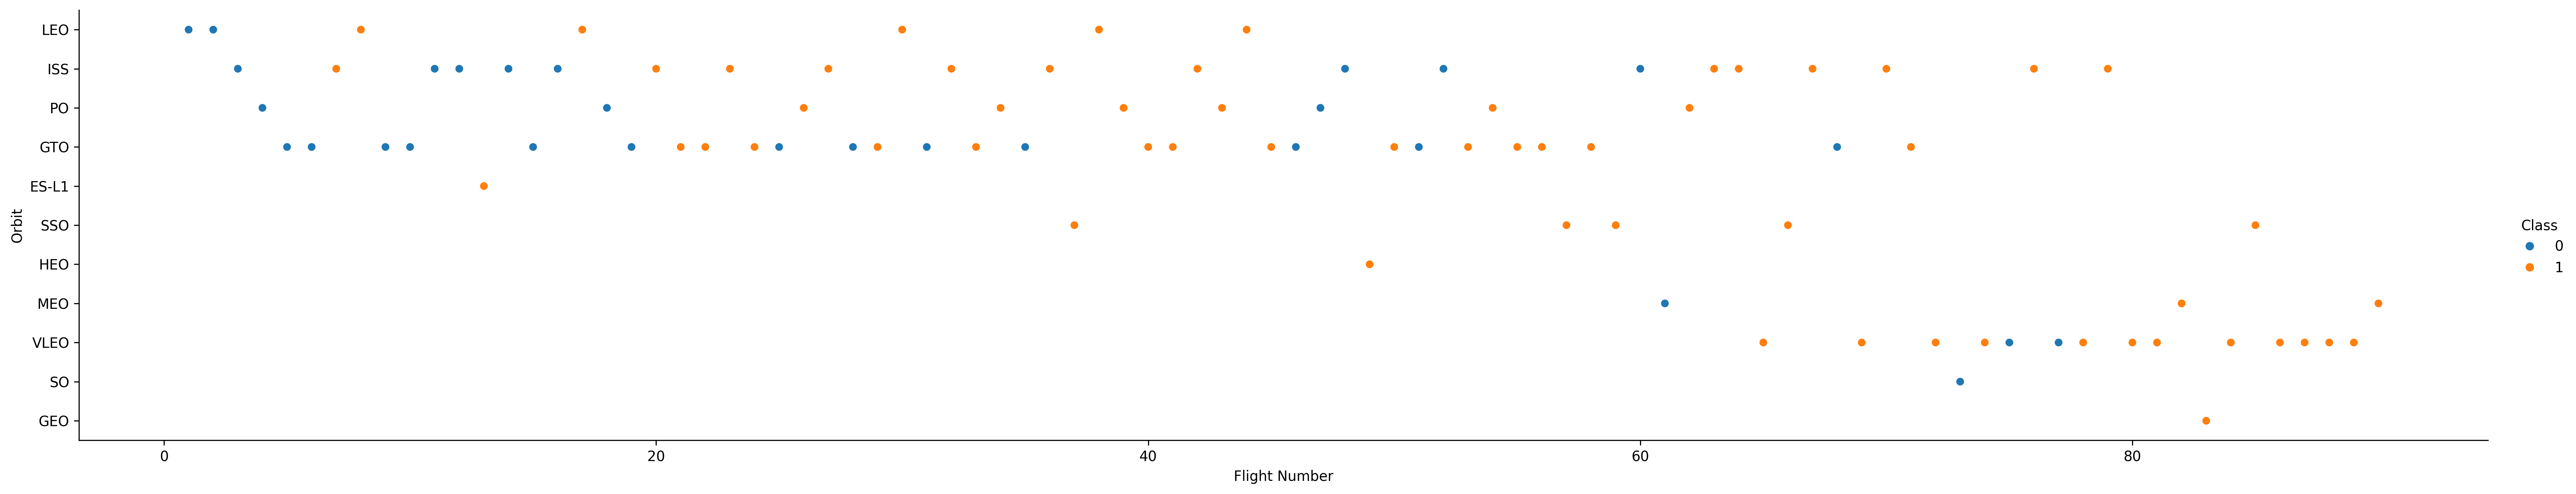 LEO
ISS
PO
GTO
ES-L1
SSO
HEO
MEO
VLEO
SO
GEO
Orbit
0 20 40 60 80
Flight Number
Class
0
1